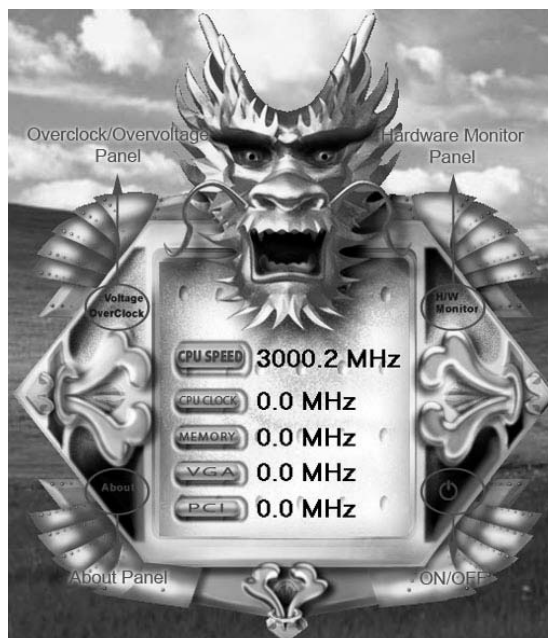 Overclock/Overvoltage
Panel
Hardware Monitor
Panel
Voltage
OverClock
H/W
Monitor
CPU SPEED 3000.2 MHz
CPU CLOCK 0.0 MHz
MEMORY 0.0 MHz
VGA 0.0 MHz
PCI 0.0 MHz
About
About Panel
ON/OFF